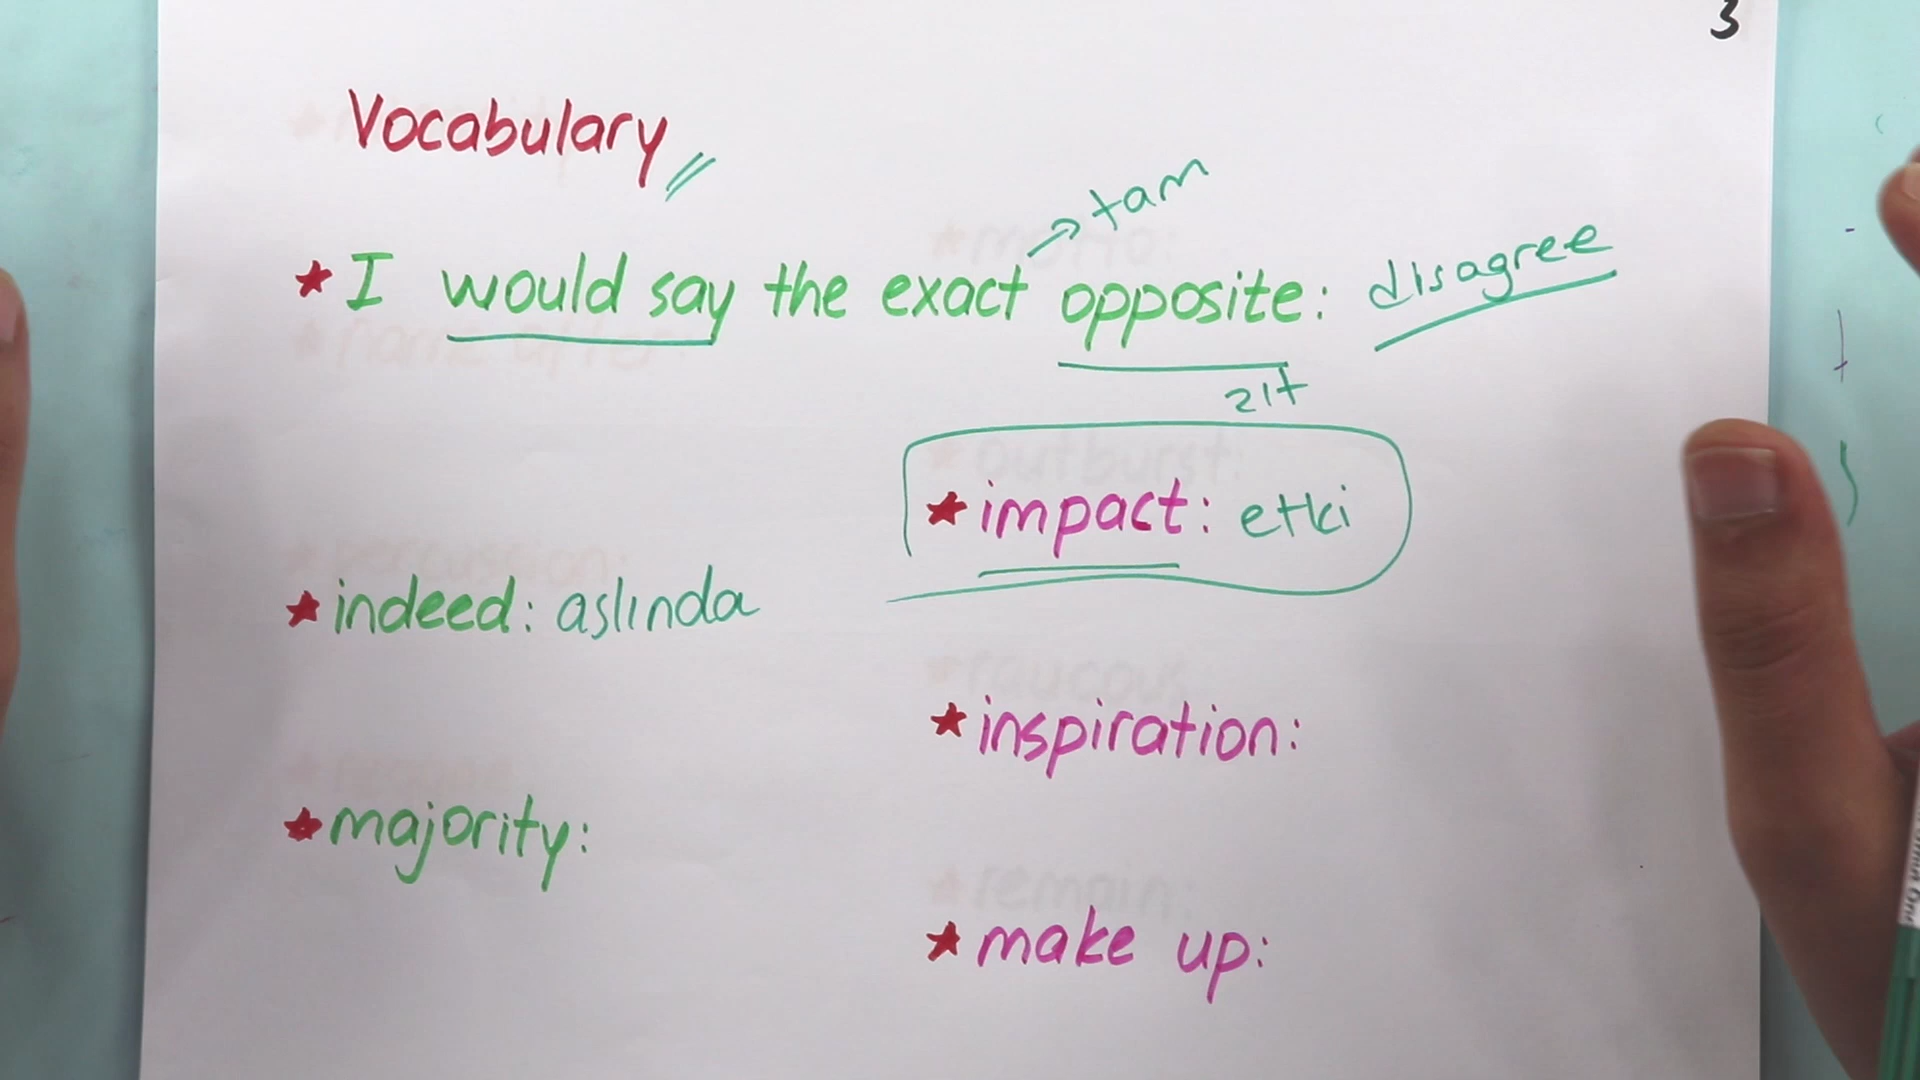 3
Vocabulary
tam
★ I would say the exact opposite: disagree
zıt
★ impact: etki
★ indeed: aslında
★ inspiration:
★ majority:
★ make up: